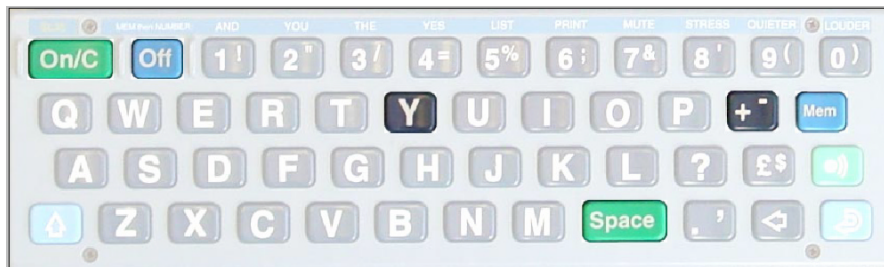 MEM then NUMBER AND YOU THE YES LIST PRINT MUTE STRESS QUIETER LOUDER
On/C Off 1 ! 2 " 3 / 4 = 5 % 6 ; 7 & 8 ' 9 ( 0 )
Q W E R T Y U I O P + - Mem
A S D F G H J K L ? £ $
Z X C V B N M Space . ,